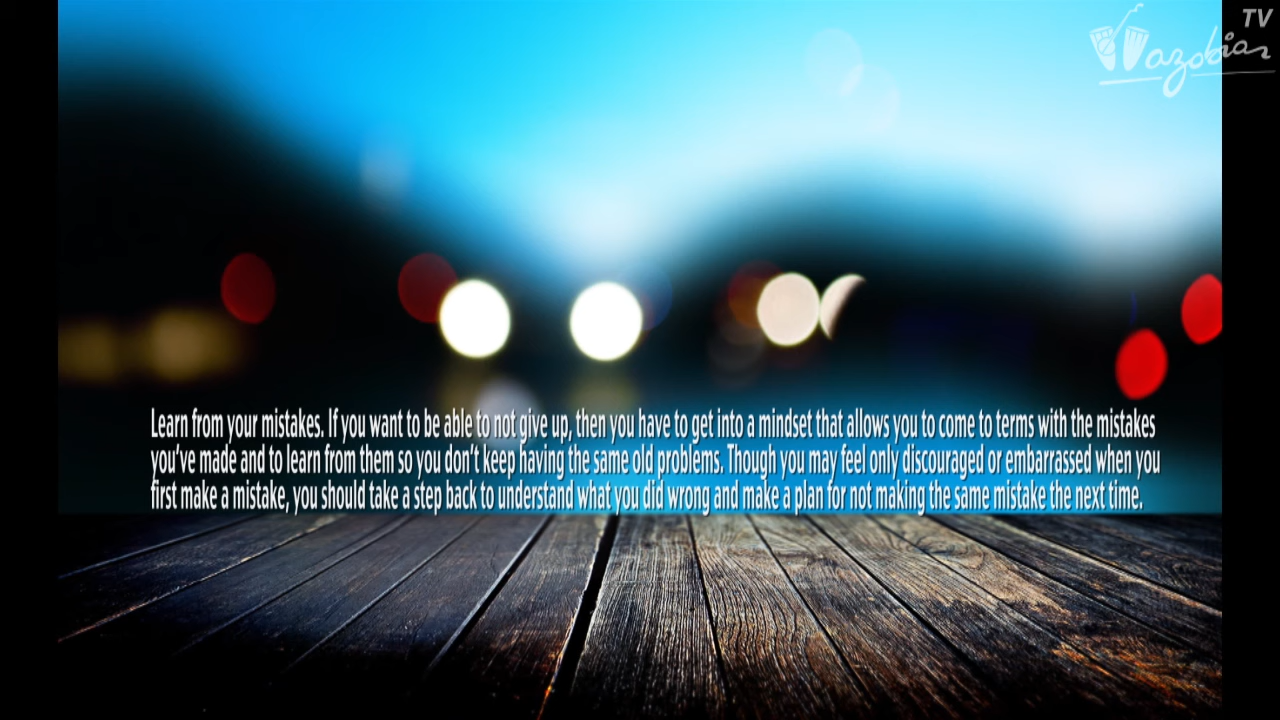 TV
Wazobian
Learn from your mistakes. If you want to be able to not give up, then you have to get into a mindset that allows you to come to terms with the mistakes
you've made and to learn from them so you don't keep having the same old problems. Though you may feel only discouraged or embarrassed when you
first make a mistake, you should take a step back to understand what you did wrong and make a plan for not making the same mistake the next time.